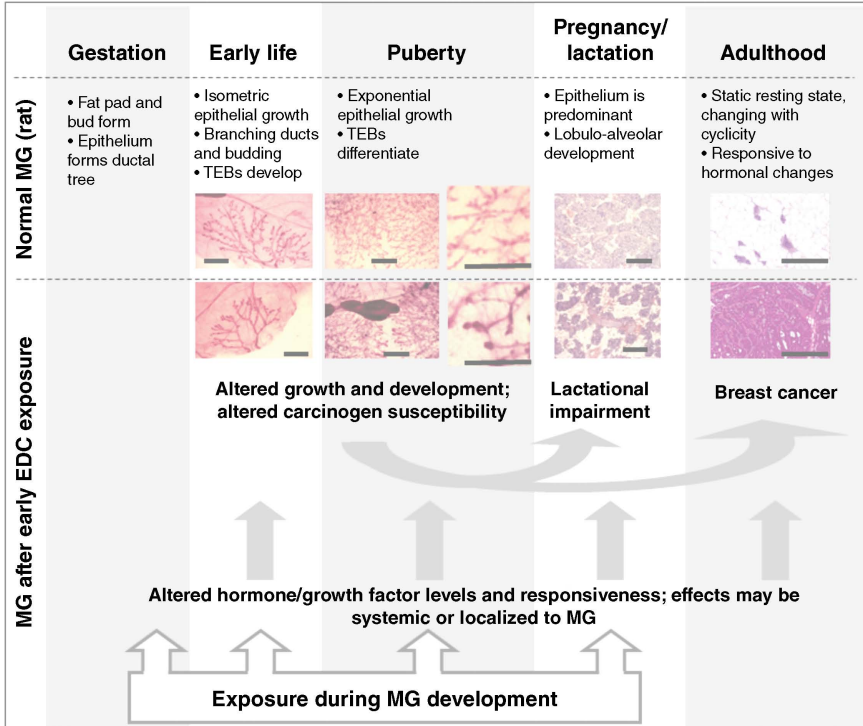 Gestation
Early life
Puberty
Pregnancy/
lactation
Adulthood
Normal MG (rat)
• Fat pad and
bud form
• Epithelium
forms ductal
tree
• Isometric
epithelial growth
• Branching ducts
and budding
• TEBs develop
• Exponential
epithelial growth
• TEBs
differentiate
• Epithelium is
predominant
• Lobulo-alveolar
development
• Static resting state,
changing with
cyclicity
• Responsive to
hormonal changes
MG after early EDC exposure
Altered growth and development;
altered carcinogen susceptibility
Lactational
impairment
Breast cancer
Altered hormone/growth factor levels and responsiveness; effects may be
systemic or localized to MG
Exposure during MG development